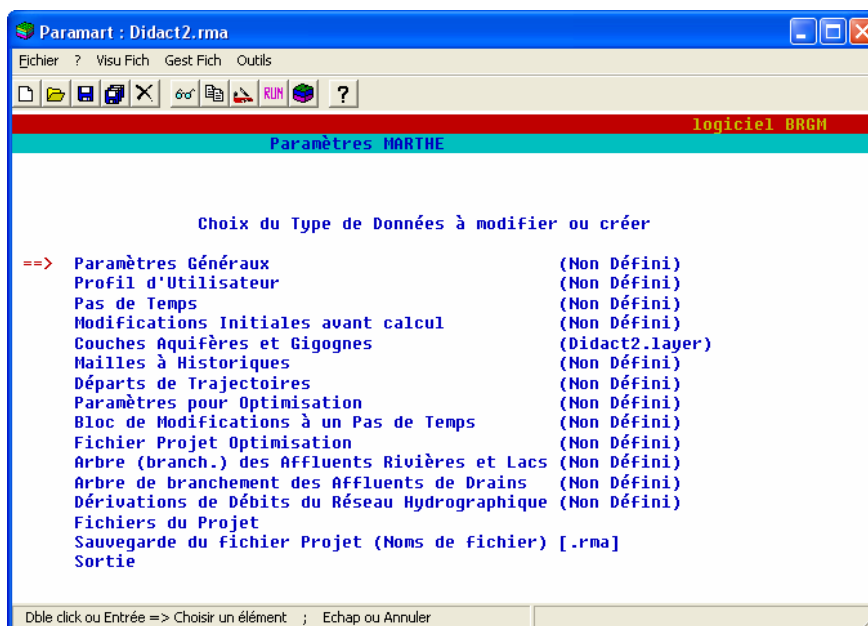 Paramart : Didact2.rma
Fichier ? Visu Fich Gest Fich Outils
RUN ?
logiciel BRGM
Paramètres MARTHE
Choix du Type de Données à modifier ou créer
==> Paramètres Généraux (Non Défini)
Profil d'Utilisateur (Non Défini)
Pas de Temps (Non Défini)
Modifications Initiales avant calcul (Non Défini)
Couches Aquifères et Gigognes (Didact2.layer)
Mailles à Historiques (Non Défini)
Départs de Trajectoires (Non Défini)
Paramètres pour Optimisation (Non Défini)
Bloc de Modifications à un Pas de Temps (Non Défini)
Fichier Projet Optimisation (Non Défini)
Arbre (branch.) des Affluents Rivières et Lacs (Non Défini)
Arbre de branchement des Affluents de Drains (Non Défini)
Dérivations de Débits du Réseau Hydrographique (Non Défini)
Fichiers du Projet
Sauvegarde du fichier Projet (Noms de fichier) [.rma]
Sortie
Dble click ou Entrée => Choisir un élément ; Echap ou Annuler